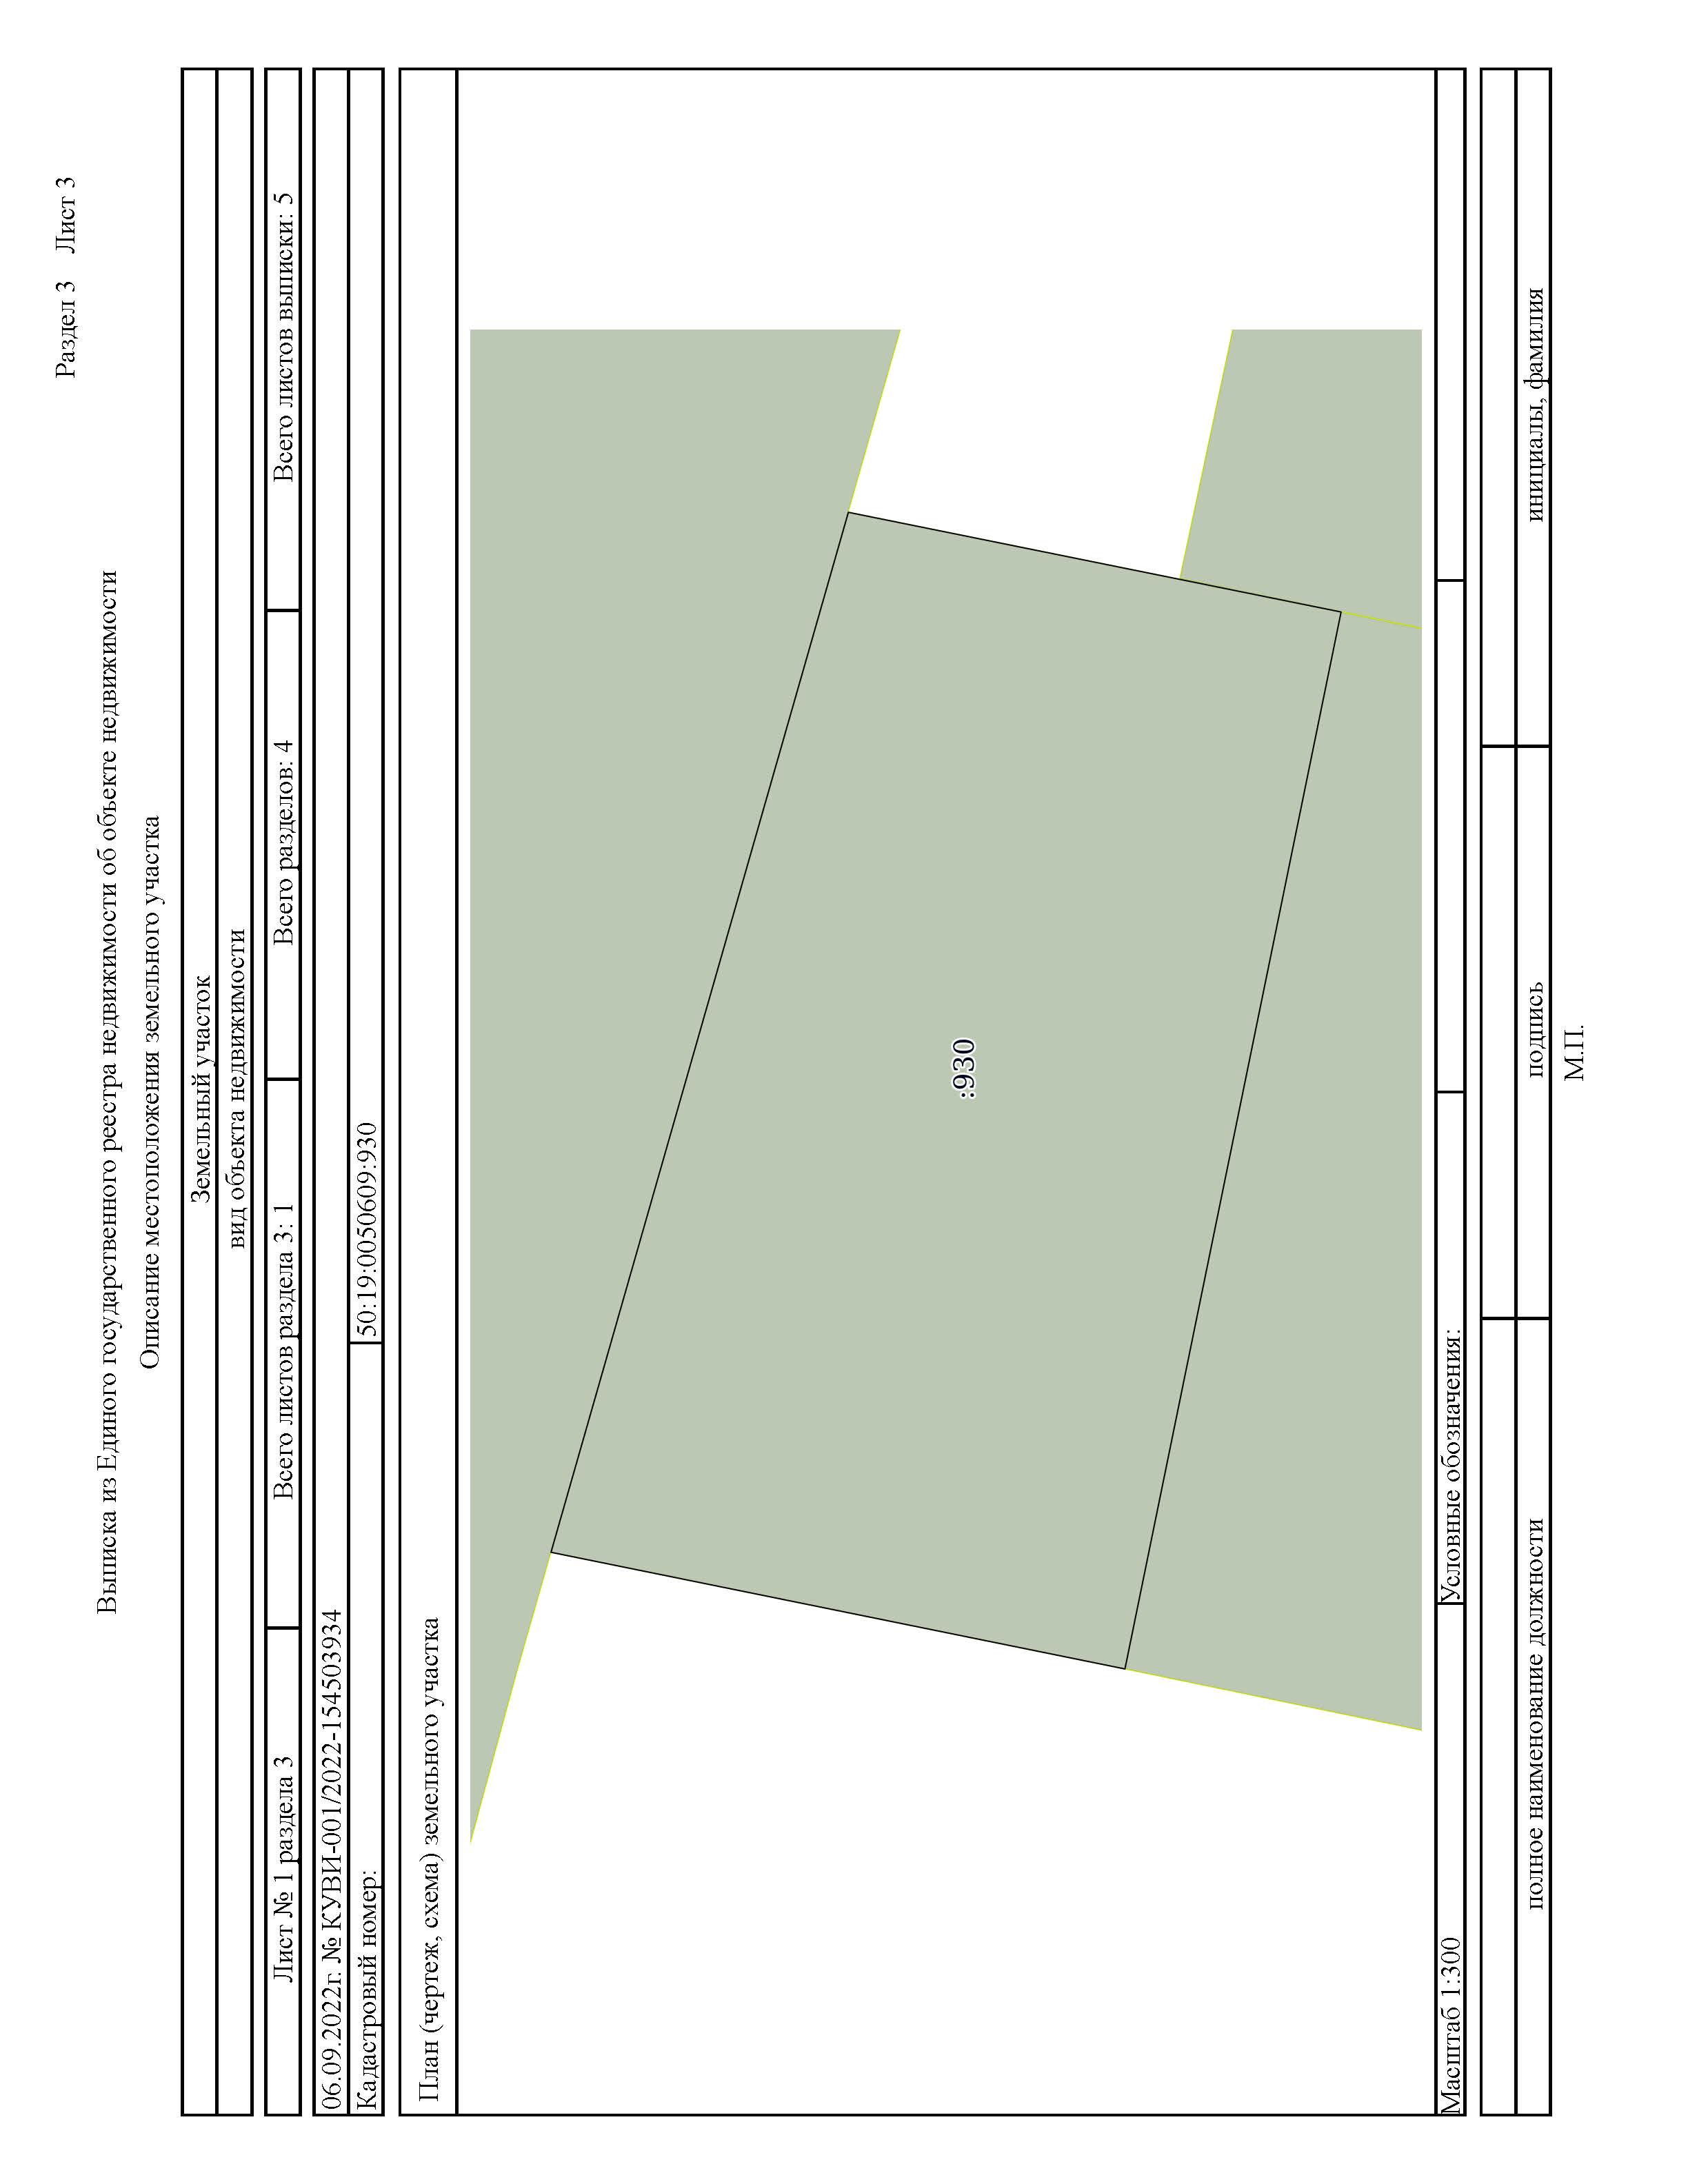 Раздел 3 Лист 3
Выписка из Единого государственного реестра недвижимости об объекте недвижимости
Описание местоположения земельного участка
Земельный участок
вид объекта недвижимости
Лист № 1 раздела 3 Всего листов раздела 3: 1 Всего разделов: 4 Всего листов выписки: 5
06.09.2022г. № КУВИ-001/2022-154503934
Кадастровый номер: 50:19:0050609:930
План (чертеж, схема) земельного участка
:930
Масштаб 1:300 Условные обозначения:
полное наименование должности подпись инициалы, фамилия
М.П.